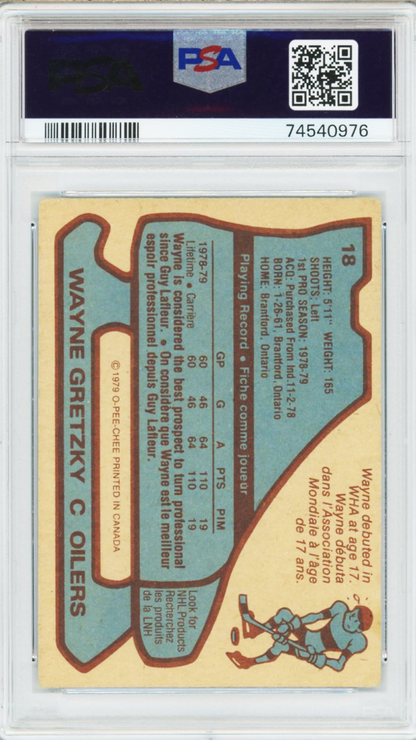 PSA
PSA
74540976
18
HEIGHT: 5'11" WEIGHT: 165
SHOOTS: Left
1st PRO SEASON: 1978-79
ACQ: Purchased From Ind. 11-2-78
BORN: 1-26-61, Brantford, Ontario
HOME: Brantford, Ontario
Wayne debuted in
WHA at age 17.
Wayne débuta
dans l'Association
Mondiale à l'âge
de 17 ans.
Playing Record • Fiche comme joueur
GP G A PTS PIM
1978-79 60 46 64 110 19
Lifetime • Carrière 60 46 64 110 19
Wayne is considered the best prospect to turn professional
since Guy Lafleur. • On considère que Wayne est le meilleur
espoir professionnel depuis Guy Lafleur.
Look for
NHL Products
Recherchez
les produits
de la LNH
© 1979 O-PEE-CHEE PRINTED IN CANADA
WAYNE GRETZKY C OILERS